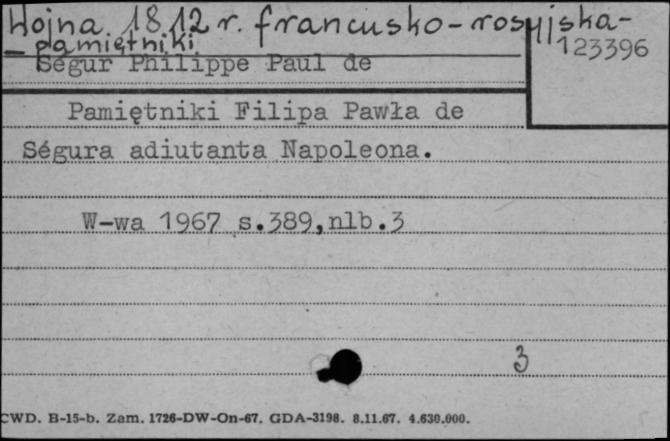 Wojna 1812 r. francusko-rosyjska-
- pamiętniki
123396
Ségur Philippe Paul de
Pamiętniki Filipa Pawła de
Ségura adiutanta Napoleona.
W-wa 1967 s.389,nlb.3
3
CWD. B-15-b. Zam. 1726-DW-On-67. GDA-3198. 8.11.67. 4.630.000.